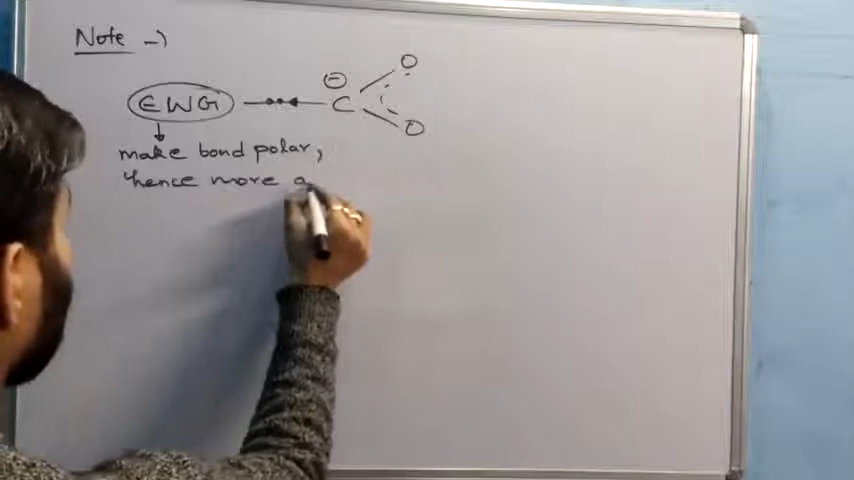 Note →
EWG C ⊖ O
O
make bond polar,
hence more a